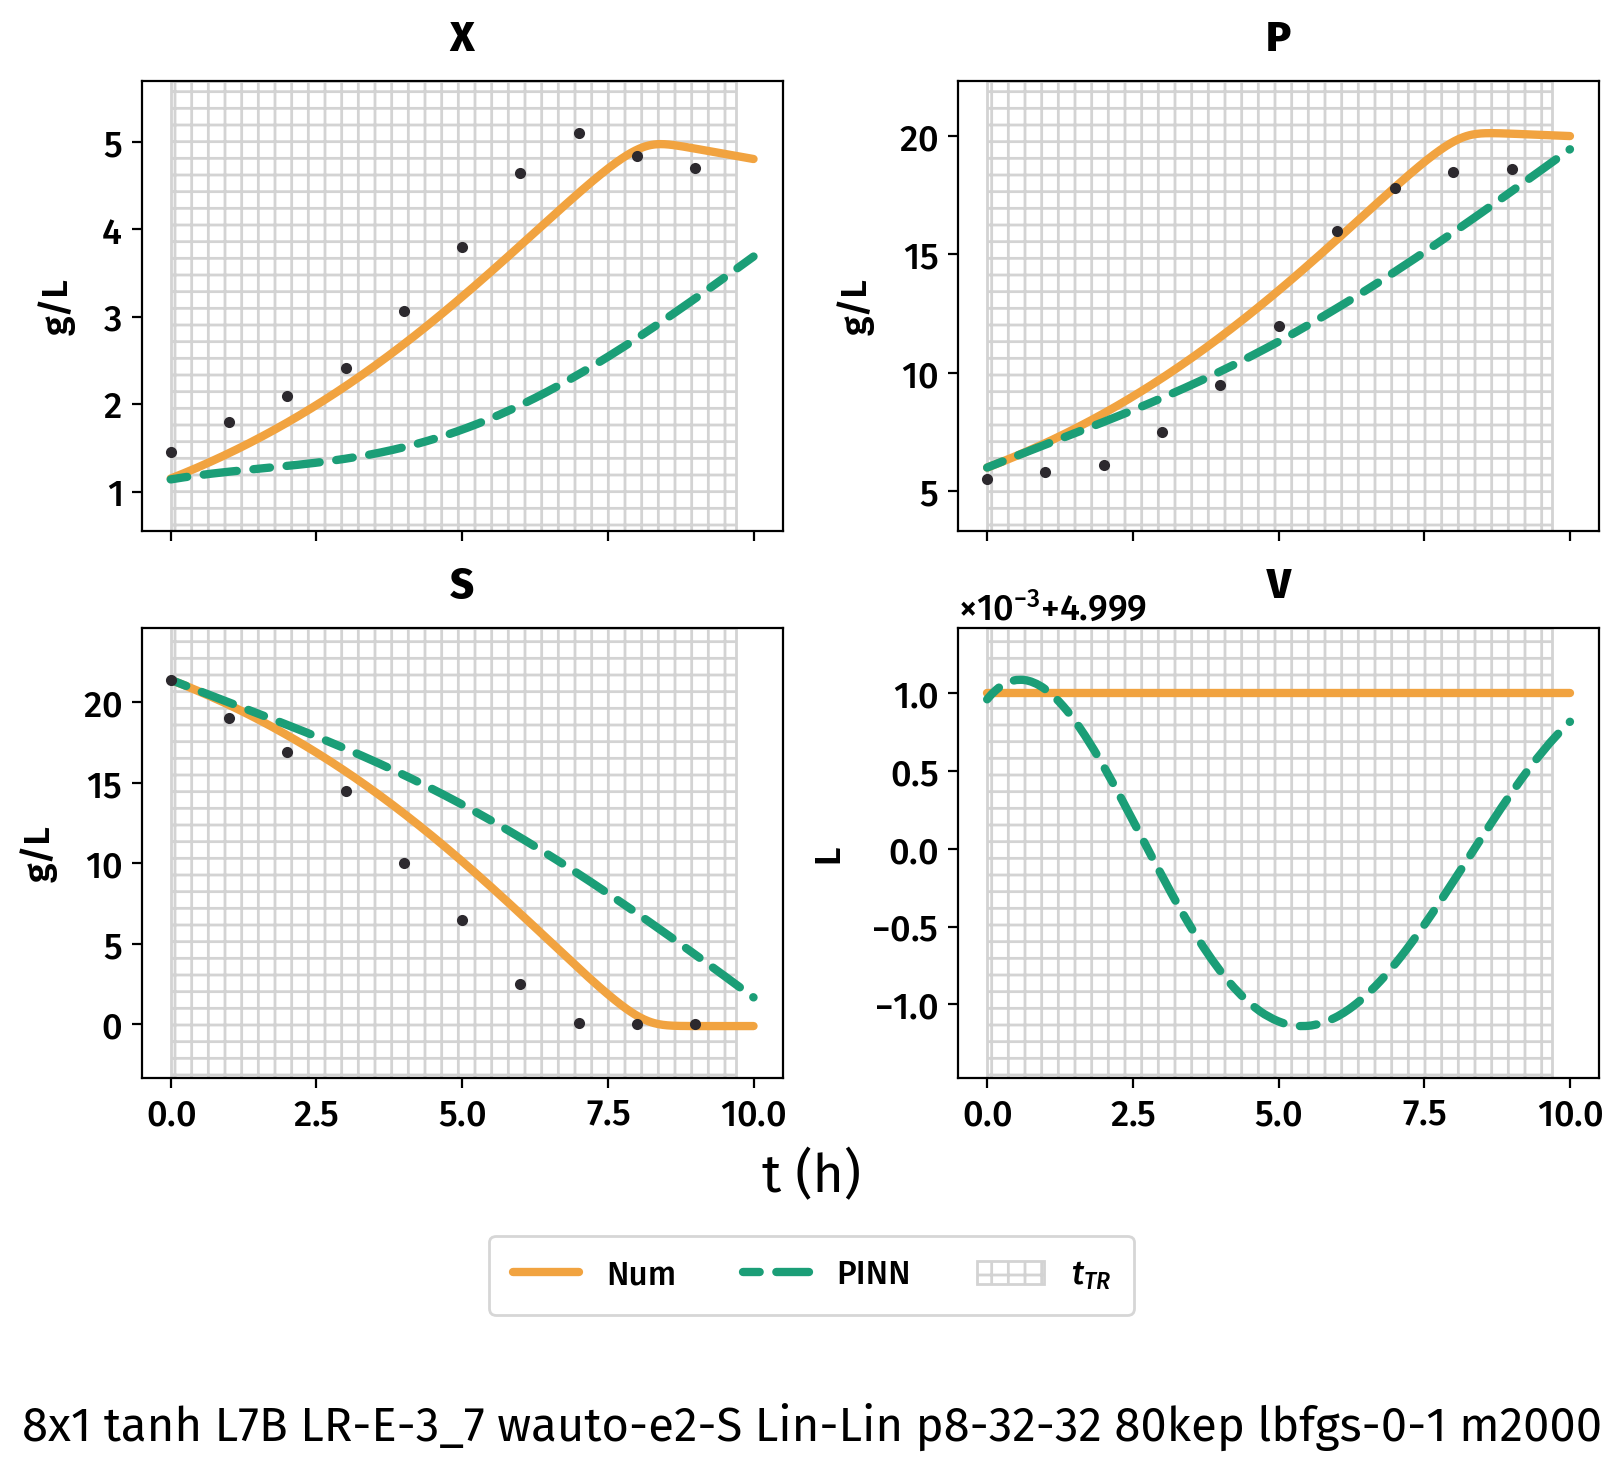 X
P
5
4
3
2
1
g/L
20
15
10
5
g/L
S
V
×10⁻³+4.999
20
15
10
5
0
g/L
1.0
0.5
0.0
−0.5
−1.0
L
0.0 2.5 5.0 7.5 10.0
0.0 2.5 5.0 7.5 10.0
t (h)
Num PINN t_TR
8x1 tanh L7B LR-E-3_7 wauto-e2-S Lin-Lin p8-32-32 80kep lbfgs-0-1 m2000